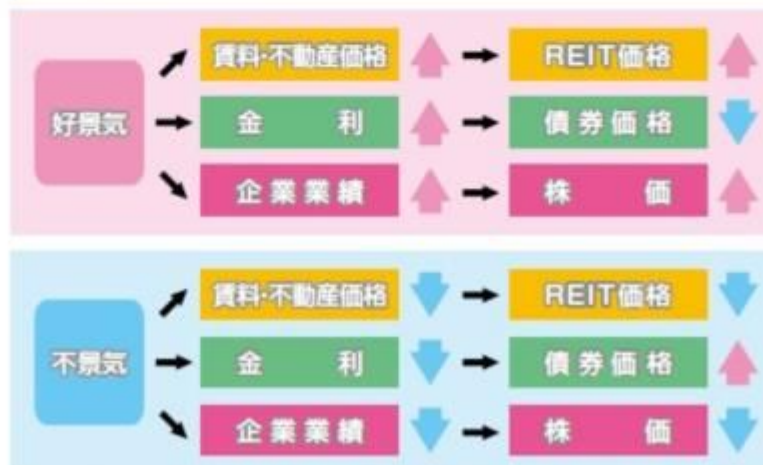 賃料・不動産価格
REIT価格
好景気
金利
債券価格
企業業績
株価
賃料・不動産価格
REIT価格
不景気
金利
債券価格
企業業績
株価